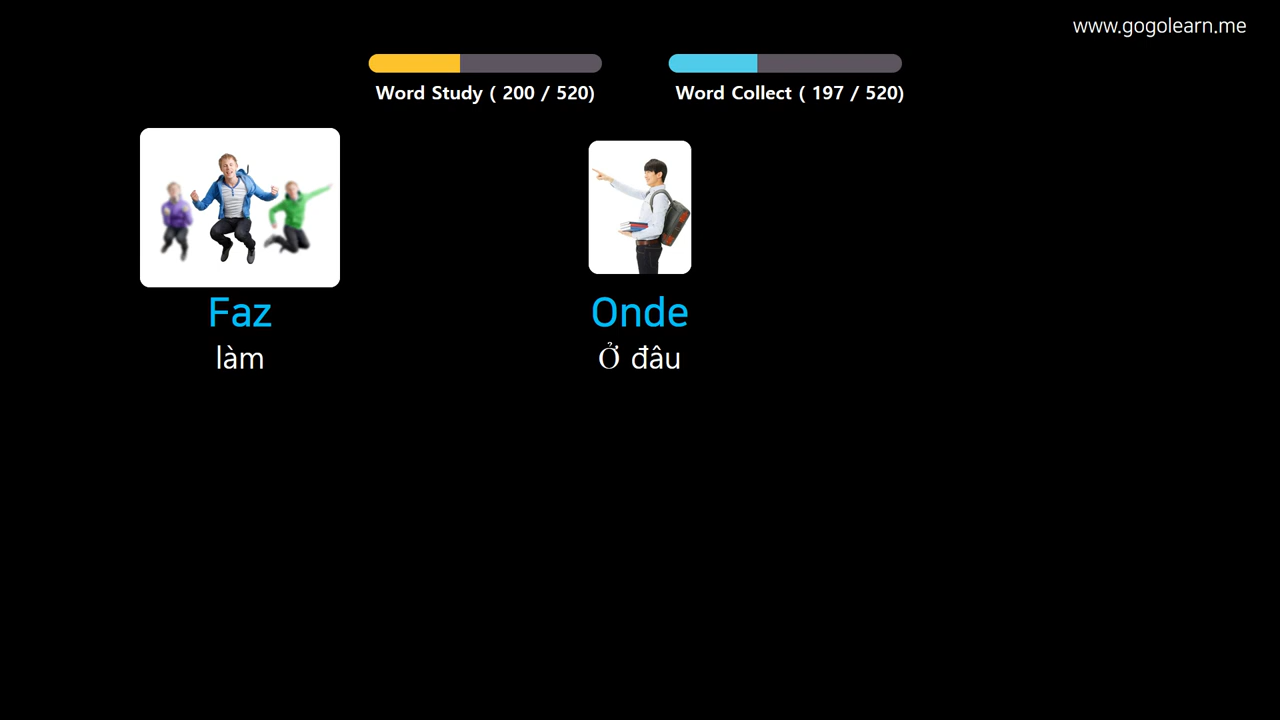 www.gogolearn.me
Word Study ( 200 / 520)
Word Collect ( 197 / 520)
Faz
làm
Onde
Ở đâu